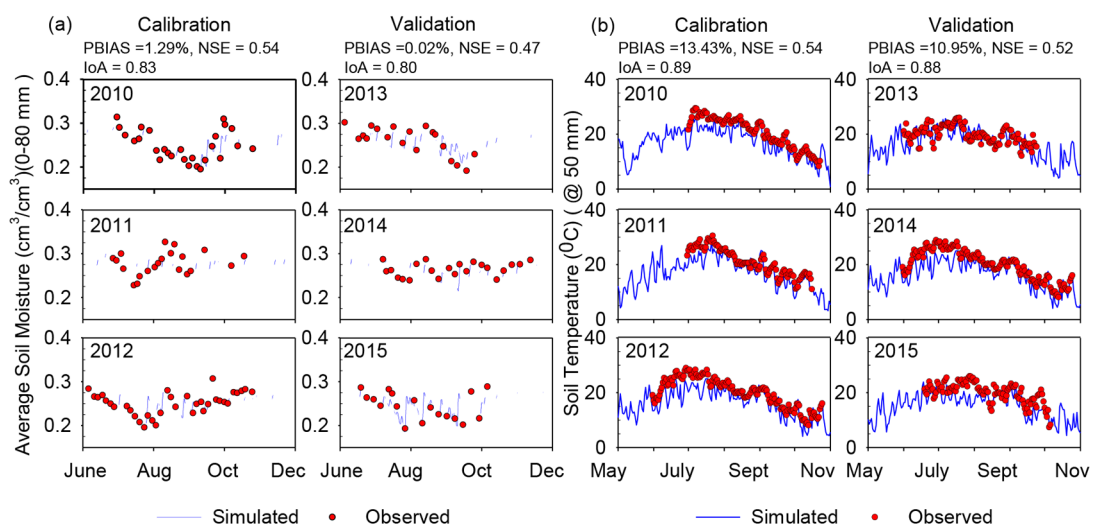 (a) Calibration Validation (b) Calibration Validation
PBIAS =1.29%, NSE = 0.54 PBIAS =0.02%, NSE = 0.47 PBIAS =13.43%, NSE = 0.54 PBIAS =10.95%, NSE = 0.52
IoA = 0.83 IoA = 0.80 IoA = 0.89 IoA = 0.88
Average Soil Moisture (cm³/cm³)(0-80 mm )
Soil Temperature (⁰C) ( @ 50 mm)
0.4 0.4 40 40
2010 2013 2010 2013
0.3 0.3 20 20
0.2 0.2
0 0
0.4 0.4 40 40
2011 2014 2011 2014
0.3 0.3 20 20
0.2 0.2
0 0
0.4 0.4 40 40
2012 2015 2012 2015
0.3 0.3 20 20
0.2 0.2
0 0
June Aug Oct Dec June Aug Oct Dec May July Sept Nov May July Sept Nov
Simulated Observed Simulated Observed